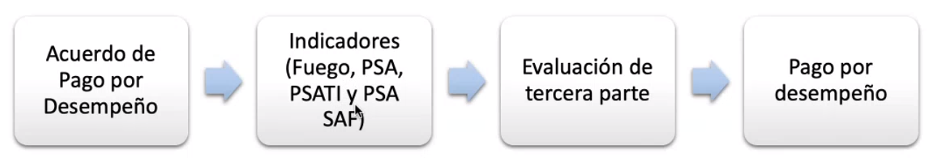 Acuerdo de
Pago por
Desempeño
Indicadores
(Fuego, PSA,
PSATI y PSA
SAF)
Evaluación de
tercera parte
Pago por
desempeño